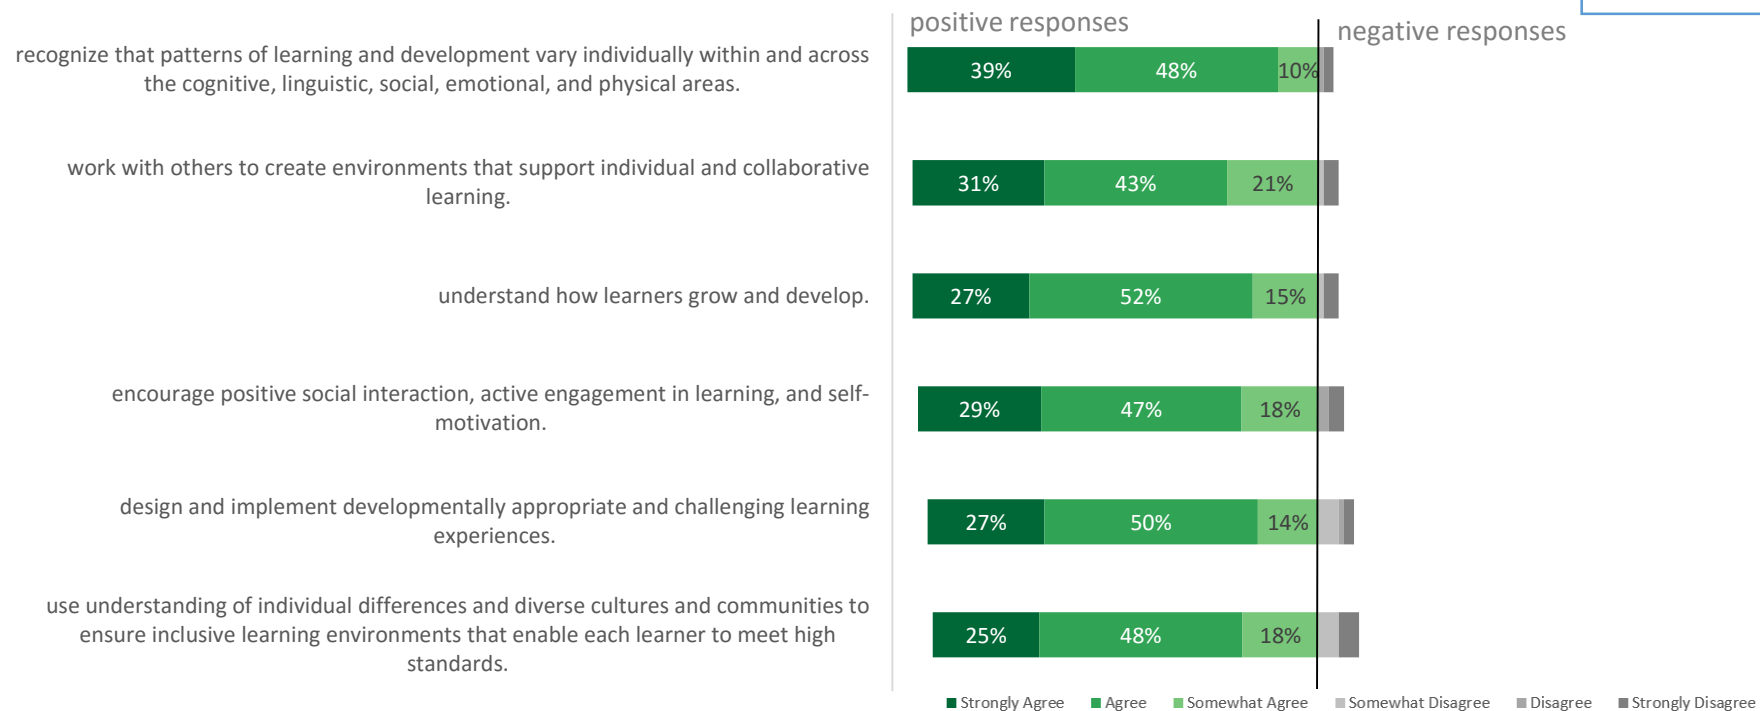 positive responses
negative responses
recognize that patterns of learning and development vary individually within and across
the cognitive, linguistic, social, emotional, and physical areas.
39% 48% 10%
work with others to create environments that support individual and collaborative
learning.
31% 43% 21%
understand how learners grow and develop.
27% 52% 15%
encourage positive social interaction, active engagement in learning, and self-
motivation.
29% 47% 18%
design and implement developmentally appropriate and challenging learning
experiences.
27% 50% 14%
use understanding of individual differences and diverse cultures and communities to
ensure inclusive learning environments that enable each learner to meet high
standards.
25% 48% 18%
Strongly Agree Agree Somewhat Agree Somewhat Disagree Disagree Strongly Disagree